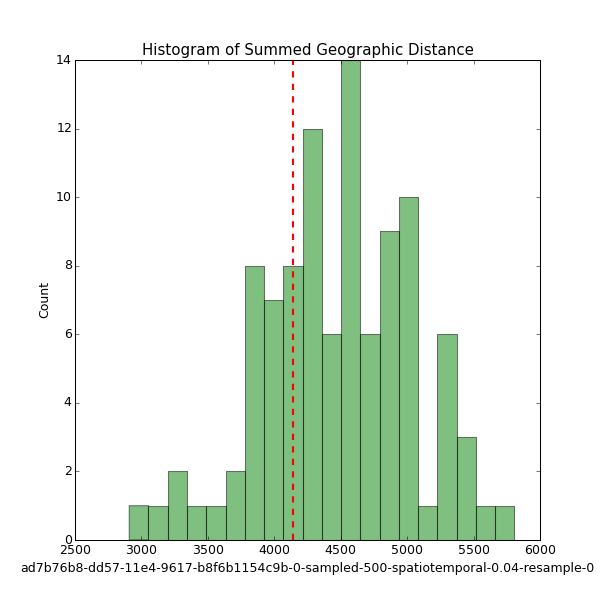 Histogram of Summed Geographic Distance
14
12
10
8
6
4
2
0
Count
2500 3000 3500 4000 4500 5000 5500 6000
ad7b76b8-dd57-11e4-9617-b8f6b1154c9b-0-sampled-500-spatiotemporal-0.04-resample-0